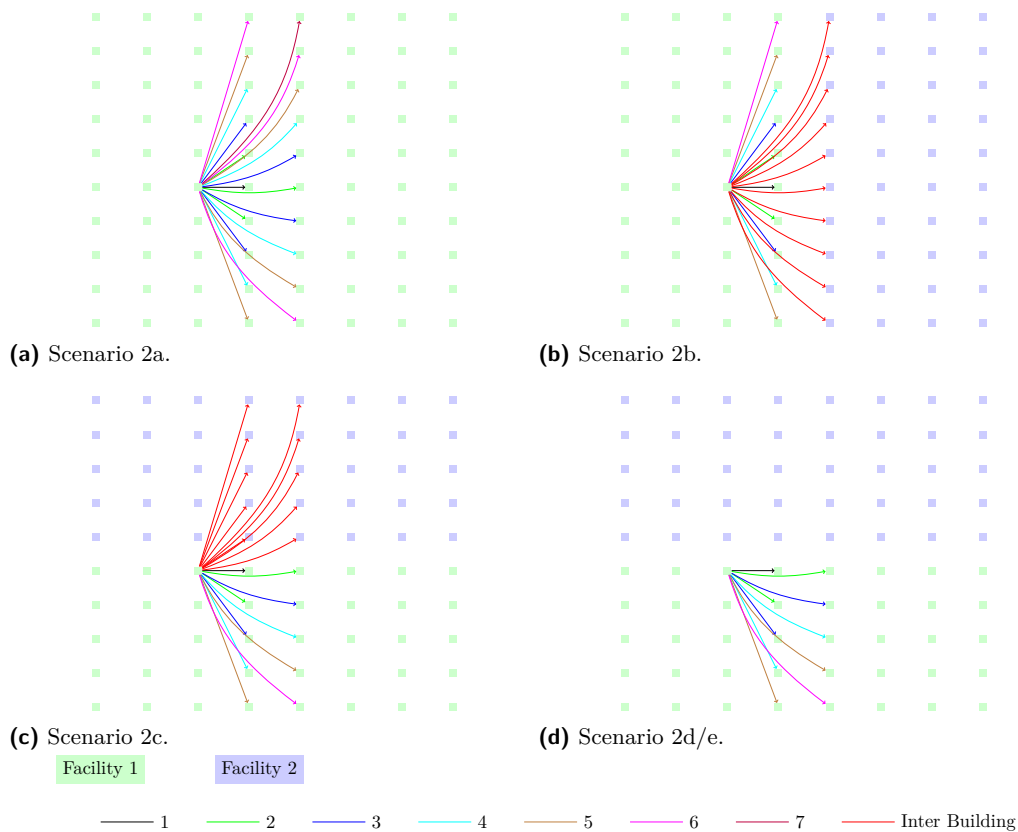 (a) Scenario 2a.
(b) Scenario 2b.
(c) Scenario 2c.
(d) Scenario 2d/e.
Facility 1 Facility 2
1 2 3 4 5 6 7 Inter Building